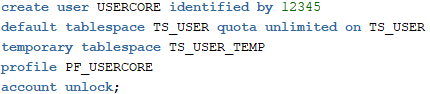 create user USERCORE identified by 12345
default tablespace TS_USER quota unlimited on TS_USER
temporary tablespace TS_USER_TEMP
profile PF_USERCORE
account unlock;